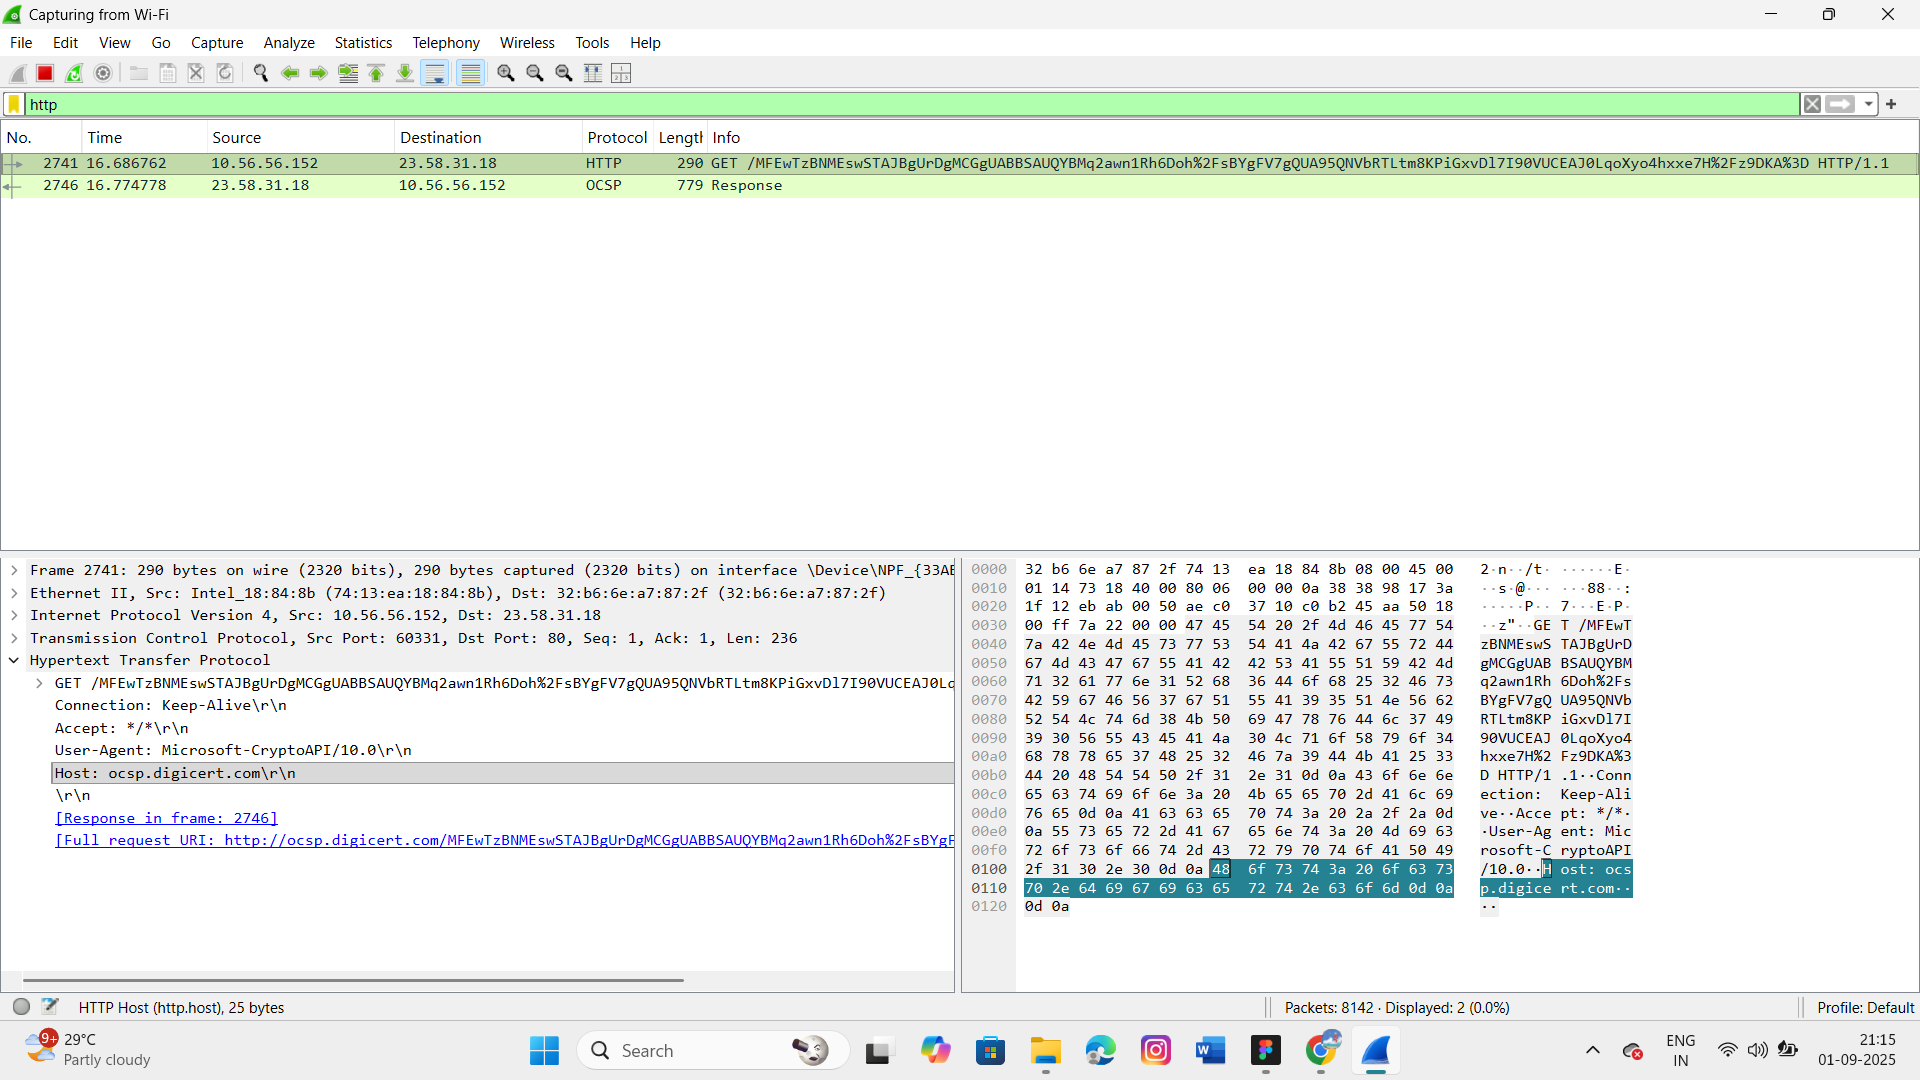 Capturing from Wi-Fi
File Edit View Go Capture Analyze Statistics Telephony Wireless Tools Help
http
No. Time Source Destination Protocol Length Info
2741 16.686762 10.56.56.152 23.58.31.18 HTTP 290 GET /MFEwTzBNMEswSTAJBgUrDgMCGgUABBSAUQYBMq2awn1Rh6Doh%2FsBYgFV7gQUA95QNVbRTLtm8KPiGxvDl7I90VUCEAJ0LqoXyo4hxxe7H%2Fz9DKA%3D HTTP/1.1
2746 16.774778 23.58.31.18 10.56.56.152 OCSP 779 Response
Frame 2741: 290 bytes on wire (2320 bits), 290 bytes captured (2320 bits) on interface \Device\NPF_{33AE
Ethernet II, Src: Intel_18:84:8b (74:13:ea:18:84:8b), Dst: 32:b6:6e:a7:87:2f (32:b6:6e:a7:87:2f)
Internet Protocol Version 4, Src: 10.56.56.152, Dst: 23.58.31.18
Transmission Control Protocol, Src Port: 60331, Dst Port: 80, Seq: 1, Ack: 1, Len: 236
Hypertext Transfer Protocol
GET /MFEwTzBNMEswSTAJBgUrDgMCGgUABBSAUQYBMq2awn1Rh6Doh%2FsBYgFV7gQUA95QNVbRTLtm8KPiGxvDl7I90VUCEAJ0Lq
Connection: Keep-Alive\r\n
Accept: */*\r\n
User-Agent: Microsoft-CryptoAPI/10.0\r\n
Host: ocsp.digicert.com\r\n
\r\n
[Response in frame: 2746]
[Full request URI: http://ocsp.digicert.com/MFEwTzBNMEswSTAJBgUrDgMCGgUABBSAUQYBMq2awn1Rh6Doh%2FsBYgF
0000 32 b6 6e a7 87 2f 74 13 ea 18 84 8b 08 00 45 00 2·n··/t· ······E·
0010 01 14 73 18 40 00 80 06 00 00 0a 38 38 98 17 3a ··s·@··· ···88··:
0020 1f 12 eb ab 00 50 ae c0 37 10 c0 b2 45 aa 50 18 ·····P·· 7···E·P·
0030 00 ff 7a 22 00 00 47 45 54 20 2f 4d 46 45 77 54 ··z"··GE T /MFEwT
0040 7a 42 4e 4d 45 73 77 53 54 41 4a 42 67 55 72 44 zBNMEswS TAJBgUrD
0050 67 4d 43 47 67 55 41 42 42 53 41 55 51 59 42 4d gMCGgUAB BSAUQYBM
0060 71 32 61 77 6e 31 52 68 36 44 6f 68 25 32 46 73 q2awn1Rh 6Doh%2Fs
0070 42 59 67 46 56 37 67 51 55 41 39 35 51 4e 56 62 BYgFV7gQ UA95QNVb
0080 52 54 4c 74 6d 38 4b 50 69 47 78 76 44 6c 37 49 RTLtm8KP iGxvDl7I
0090 39 30 56 55 43 45 41 4a 30 4c 71 6f 58 79 6f 34 90VUCEAJ 0LqoXyo4
00a0 68 78 78 65 37 48 25 32 46 7a 39 44 4b 41 25 33 hxxe7H%2 Fz9DKA%3
00b0 44 20 48 54 54 50 2f 31 2e 31 0d 0a 43 6f 6e 6e D HTTP/1 .1··Conn
00c0 65 63 74 69 6f 6e 3a 20 4b 65 65 70 2d 41 6c 69 ection: Keep-Ali
00d0 76 65 0d 0a 41 63 63 65 70 74 3a 20 2a 2f 2a 0d ve··Acce pt: */*·
00e0 0a 55 73 65 72 2d 41 67 65 6e 74 3a 20 4d 69 63 ·User-Ag ent: Mic
00f0 72 6f 73 6f 66 74 2d 43 72 79 70 74 6f 41 50 49 rosoft-C ryptoAPI
0100 2f 31 30 2e 30 0d 0a 48 6f 73 74 3a 20 6f 63 73 /10.0··H ost: ocs
0110 70 2e 64 69 67 69 63 65 72 74 2e 63 6f 6d 0d 0a p.digice rt.com··
0120 0d 0a ··
HTTP Host (http.host), 25 bytes
Packets: 8142 · Displayed: 2 (0.0%)
Profile: Default
9+ 29°C
Partly cloudy
Search
ENG
IN
21:15
01-09-2025